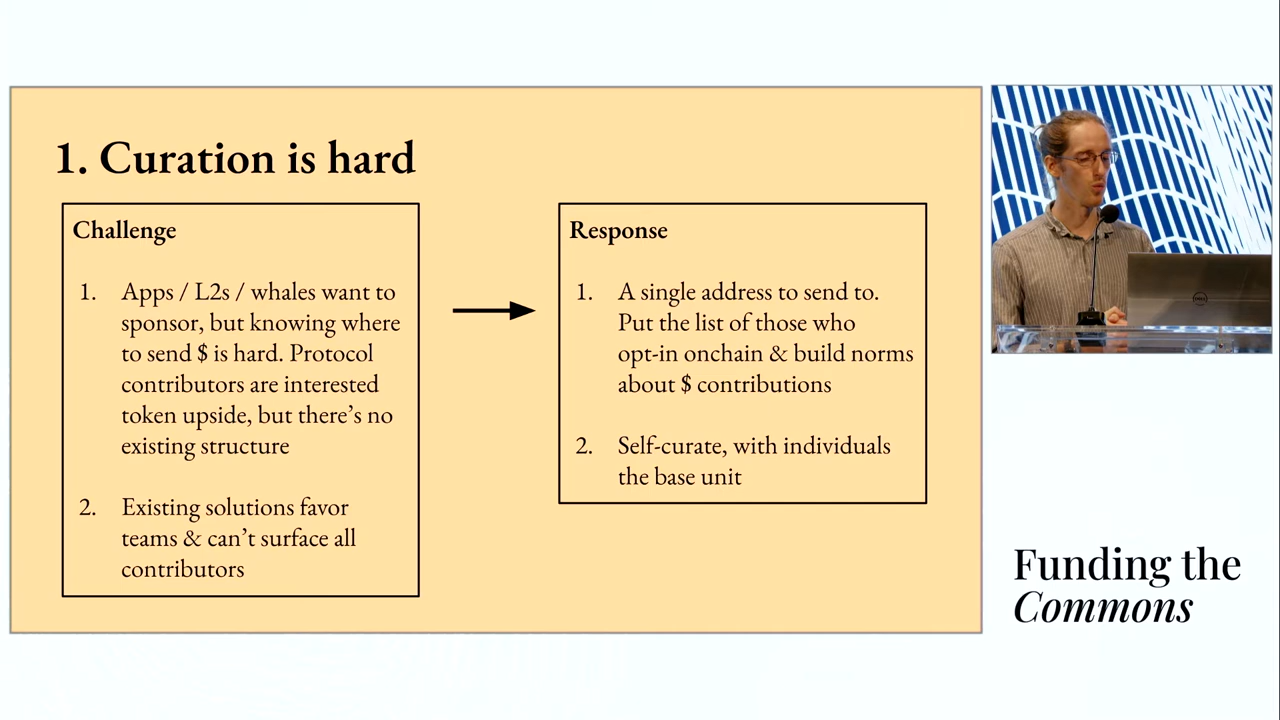 1. Curation is hard
Challenge
1. Apps / L2s / whales want to
sponsor, but knowing where
to send $ is hard. Protocol
contributors are interested
token upside, but there’s no
existing structure
2. Existing solutions favor
teams & can’t surface all
contributors
Response
1. A single address to send to.
Put the list of those who
opt-in onchain & build norms
about $ contributions
2. Self-curate, with individuals
the base unit
DELL
Funding the
Commons